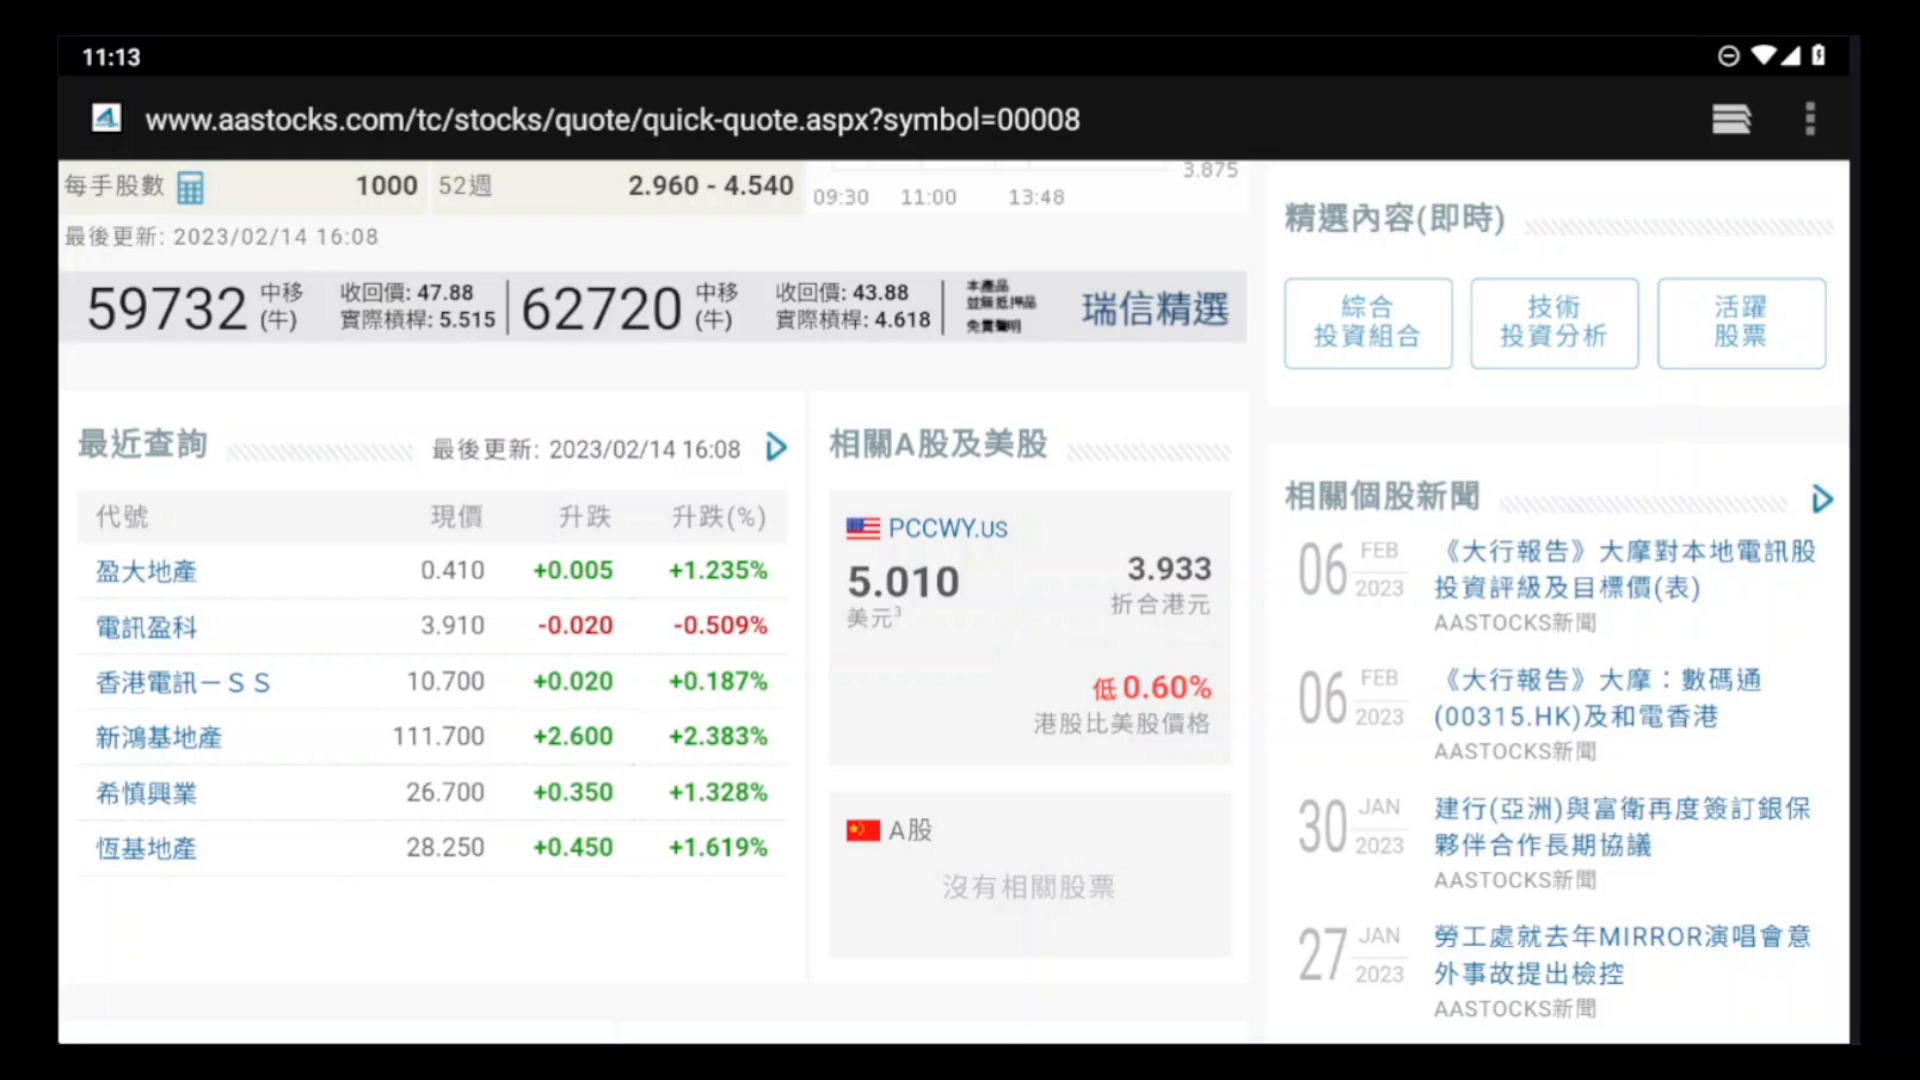 11:13
www.aastocks.com/tc/stocks/quote/quick-quote.aspx?symbol=00008
每手股數 1000 52週 2.960 - 4.540
3.875
09:30 11:00 13:48
最後更新: 2023/02/14 16:08
59732 中移(牛) 收回價: 47.88 實際槓桿: 5.515
62720 中移(牛) 收回價: 43.88 實際槓桿: 4.618
本產品
並無抵押品
免責聲明
瑞信精選
最近查詢 最後更新: 2023/02/14 16:08
代號 現價 升跌 升跌(%)
盈大地產 0.410 +0.005 +1.235%
電訊盈科 3.910 -0.020 -0.509%
香港電訊－ＳＳ 10.700 +0.020 +0.187%
新鴻基地產 111.700 +2.600 +2.383%
希慎興業 26.700 +0.350 +1.328%
恆基地產 28.250 +0.450 +1.619%
相關A股及美股
PCCWY.US
5.010 3.933
美元3 折合港元
低 0.60%
港股比美股價格
A股
沒有相關股票
精選內容(即時)
綜合
投資組合
技術
投資分析
活躍
股票
相關個股新聞
06 FEB 2023
《大行報告》大摩對本地電訊股
投資評級及目標價(表)
AASTOCKS新聞
06 FEB 2023
《大行報告》大摩：數碼通
(00315.HK)及和電香港
AASTOCKS新聞
30 JAN 2023
建行(亞洲)與富衛再度簽訂銀保
夥伴合作長期協議
AASTOCKS新聞
27 JAN 2023
勞工處就去年MIRROR演唱會意
外事故提出檢控
AASTOCKS新聞